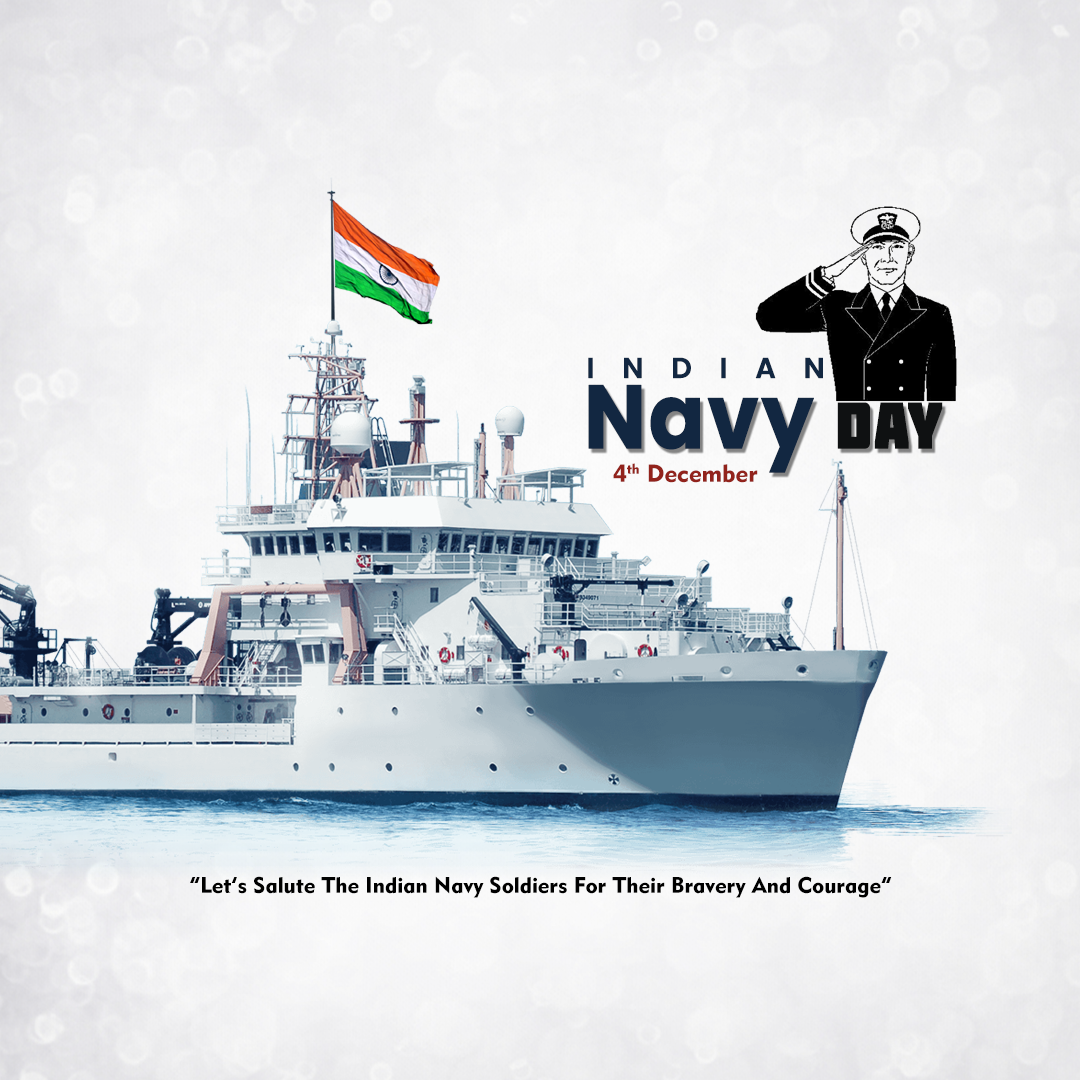 INDIAN
Navy DAY
4th December
“Let's Salute The Indian Navy Soldiers For Their Bravery And Courage“